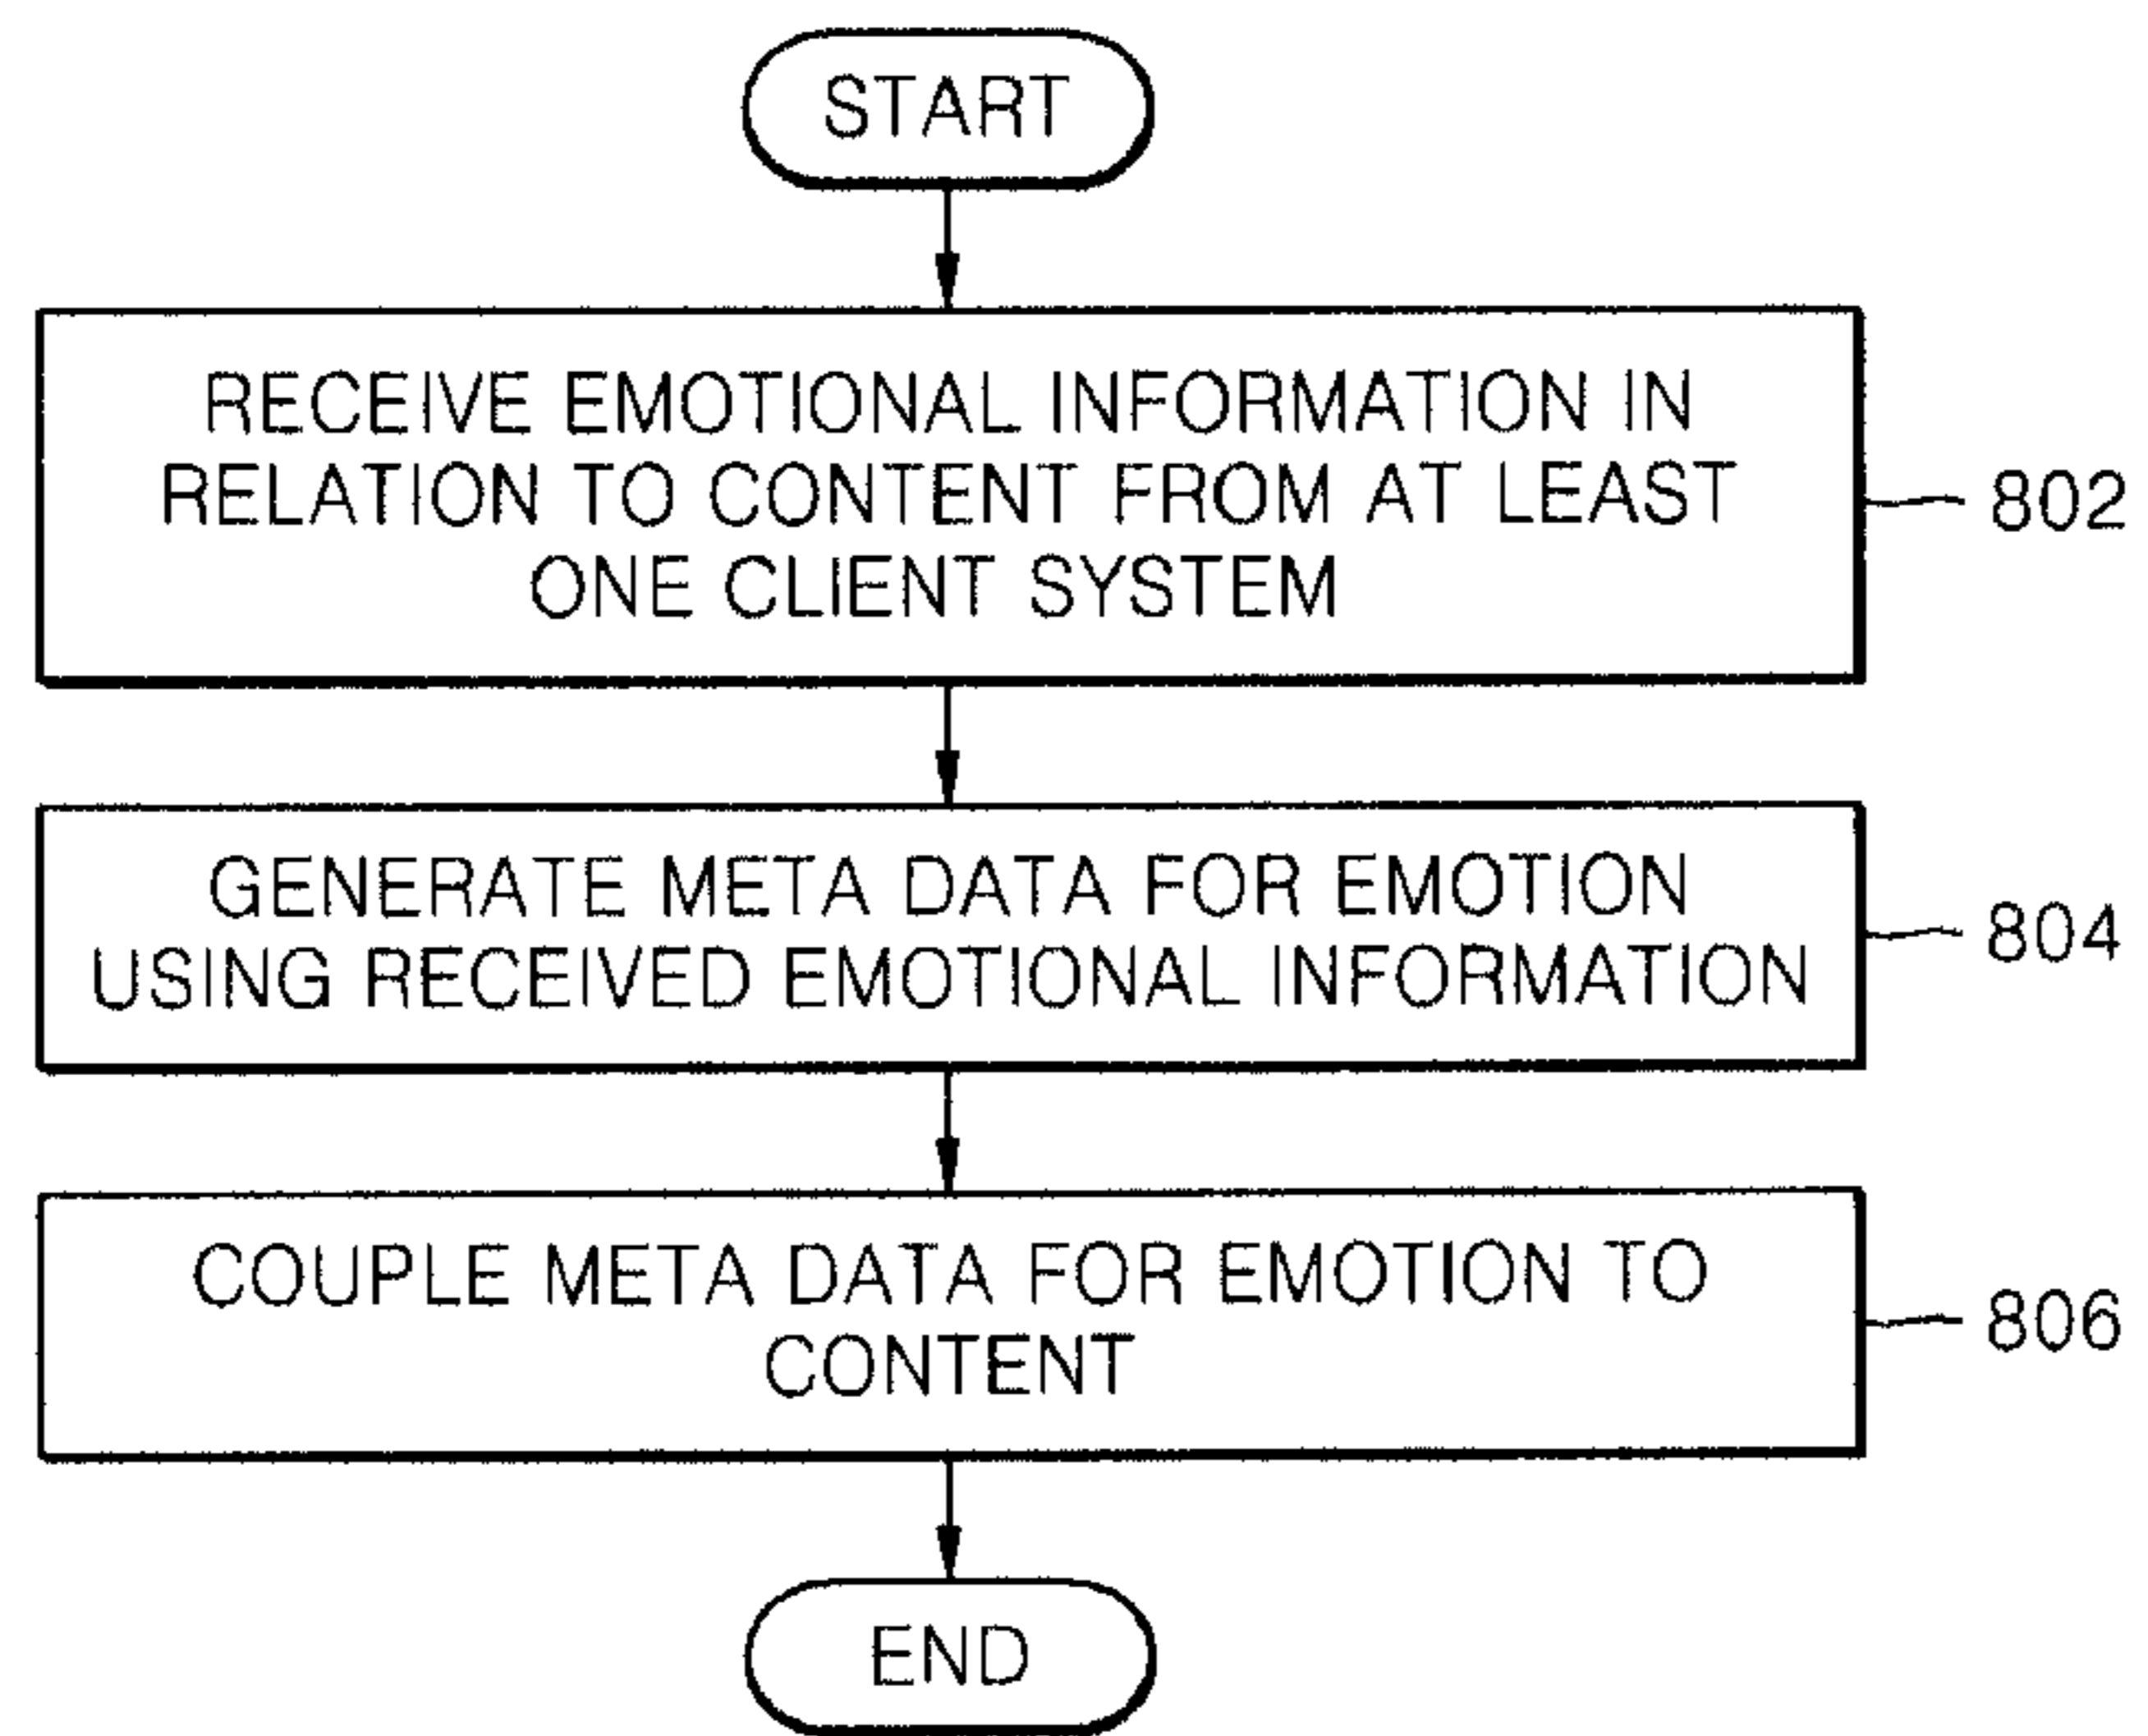 START
RECEIVE EMOTIONAL INFORMATION IN
RELATION TO CONTENT FROM AT LEAST
ONE CLIENT SYSTEM
802
GENERATE META DATA FOR EMOTION
USING RECEIVED EMOTIONAL INFORMATION
804
COUPLE META DATA FOR EMOTION TO
CONTENT
806
END